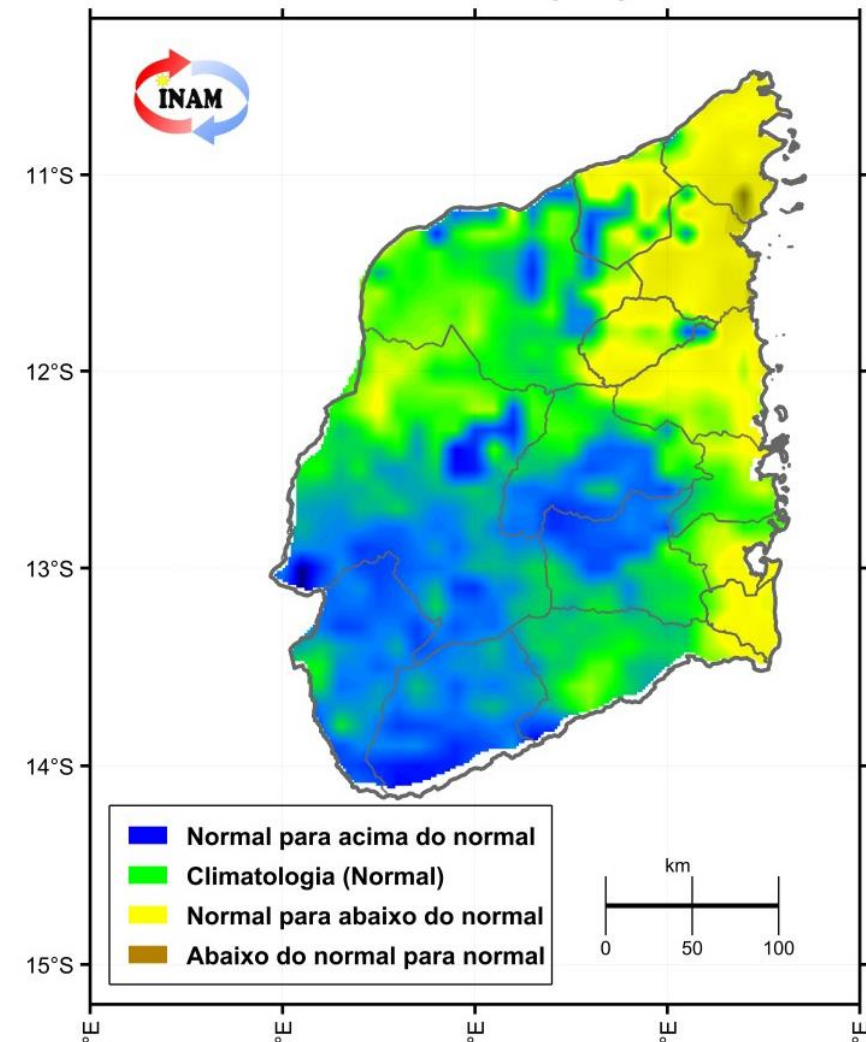 INAM
11°S
12°S
13°S
14°S
15°S
Normal para acima do normal
Climatologia (Normal)
Normal para abaixo do normal
Abaixo do normal para normal
km
0 50 100
°E °E °E °E °E